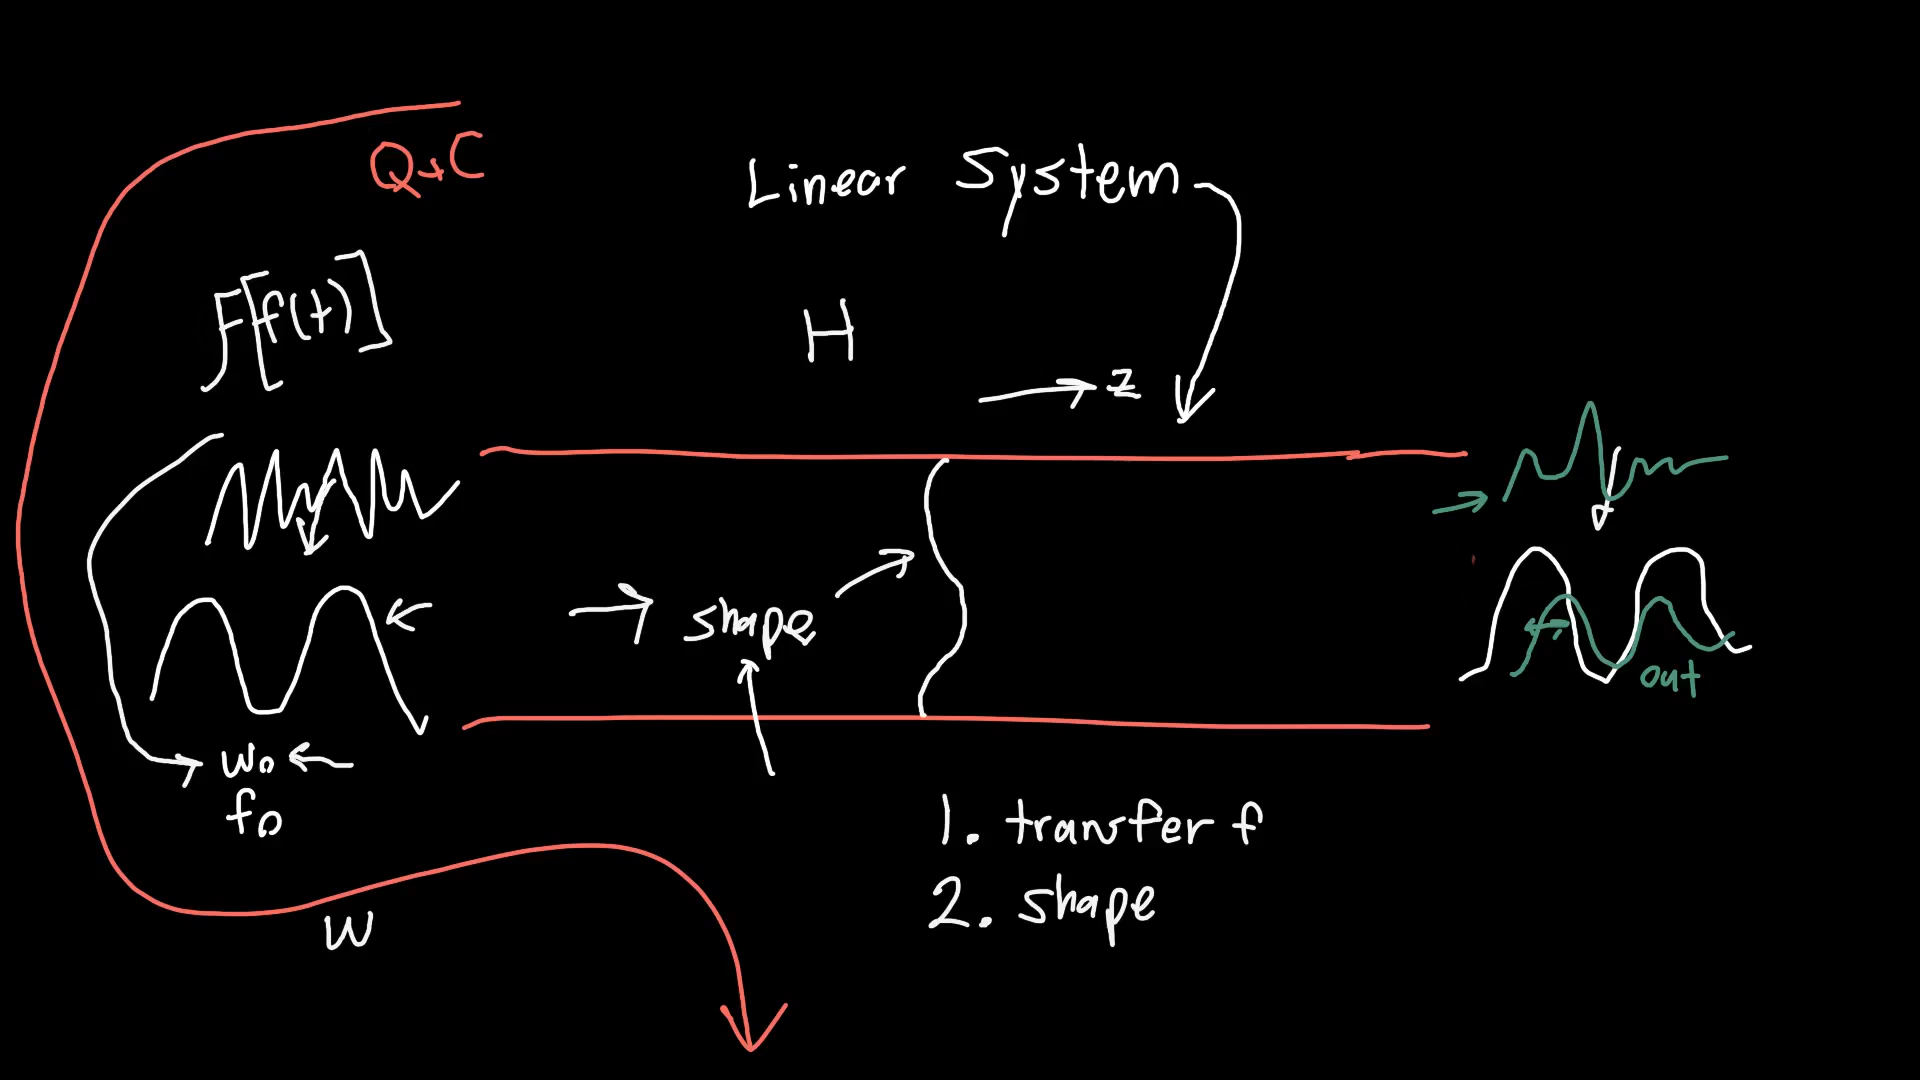 Q+C
Linear System
F[f(t)]
H
z
shape
out
w₀
f₀
1. transfer f
2. shape
W